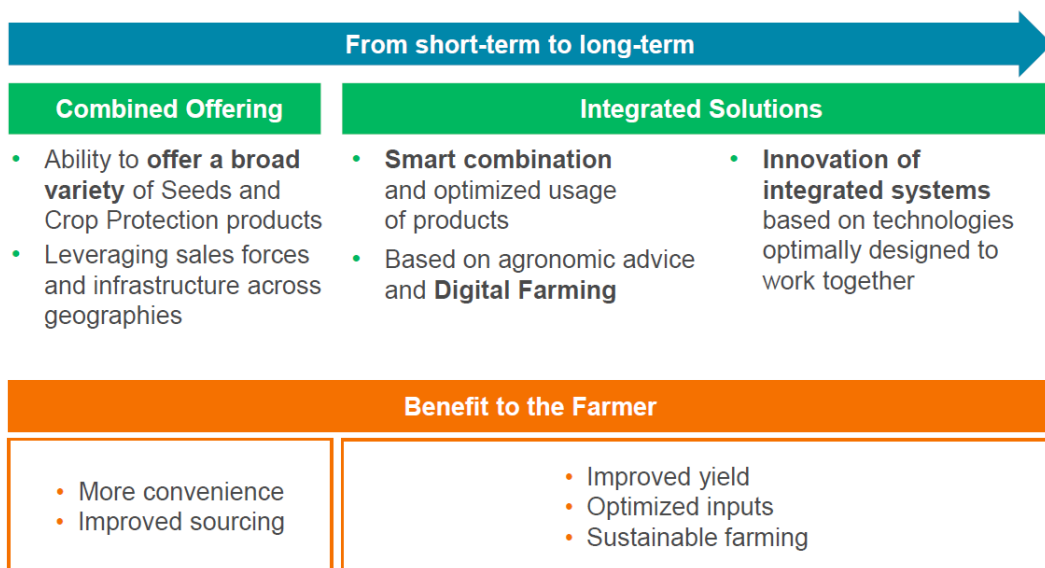 From short-term to long-term
Combined Offering
• Ability to offer a broad
variety of Seeds and
Crop Protection products
• Leveraging sales forces
and infrastructure across
geographies
Integrated Solutions
• Smart combination
and optimized usage
of products
• Based on agronomic advice
and Digital Farming
• Innovation of
integrated systems
based on technologies
optimally designed to
work together
Benefit to the Farmer
• More convenience
• Improved sourcing
• Improved yield
• Optimized inputs
• Sustainable farming